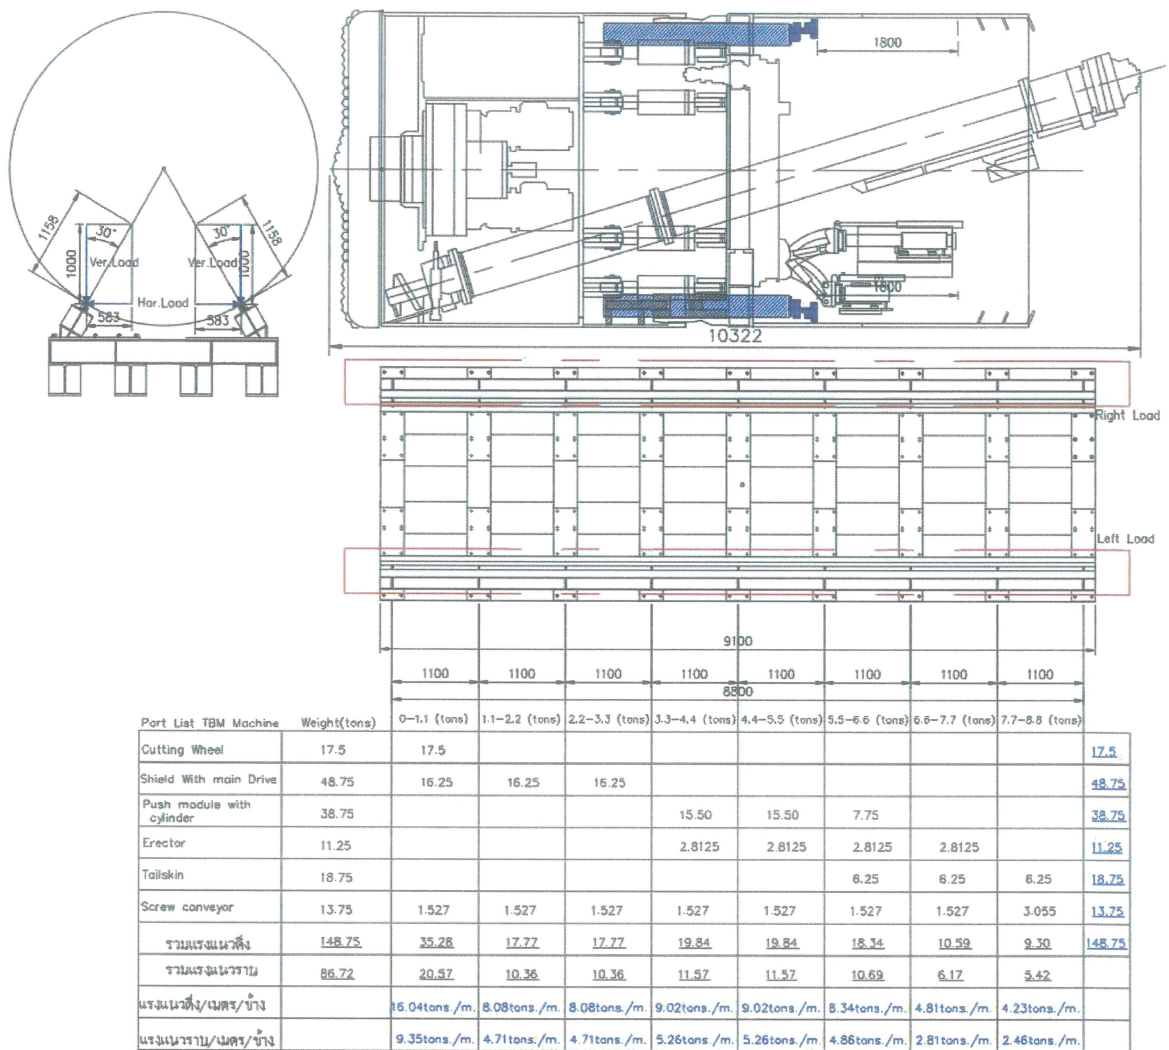 1800
1158
30°
30°
1158
1000
Ver.Load
Ver.Load
1000
Hor.Load
583
583
1800
10322
Right Load
Left Load
9100
1100 1100 1100 1100 1100 1100 1100 1100
8800
Part List TBM Machine Weight(tons) 0-1.1 (tons) 1.1-2.2 (tons) 2.2-3.3 (tons) 3.3-4.4 (tons) 4.4-5.5 (tons) 5.5-6.6 (tons) 6.6-7.7 (tons) 7.7-8.8 (tons)
Cutting Wheel 17.5 17.5 17.5
Shield With main Drive 48.75 16.25 16.25 16.25 48.75
Push module with
cylinder 38.75 15.50 15.50 7.75 38.75
Erector 11.25 2.8125 2.8125 2.8125 2.8125 11.25
Tailskin 18.75 6.25 6.25 6.25 18.75
Screw conveyor 13.75 1.527 1.527 1.527 1.527 1.527 1.527 1.527 3.055 13.75
รวมแรงแนวดิ่ง 148.75 35.28 17.77 17.77 19.84 19.84 18.34 10.59 9.30 148.75
รวมแรงแนวราบ 86.72 20.57 10.36 10.36 11.57 11.57 10.69 6.17 5.42
แรงแนวดิ่ง/เมตร/ข้าง 16.04tons./m. 8.08tons./m. 8.08tons./m. 9.02tons./m. 9.02tons./m. 8.34tons./m. 4.81tons./m. 4.23tons./m.
แรงแนวราบ/เมตร/ข้าง 9.35tons./m. 4.71tons./m. 4.71tons./m. 5.26tons./m. 5.26tons./m. 4.86tons./m. 2.81tons./m. 2.46tons./m.